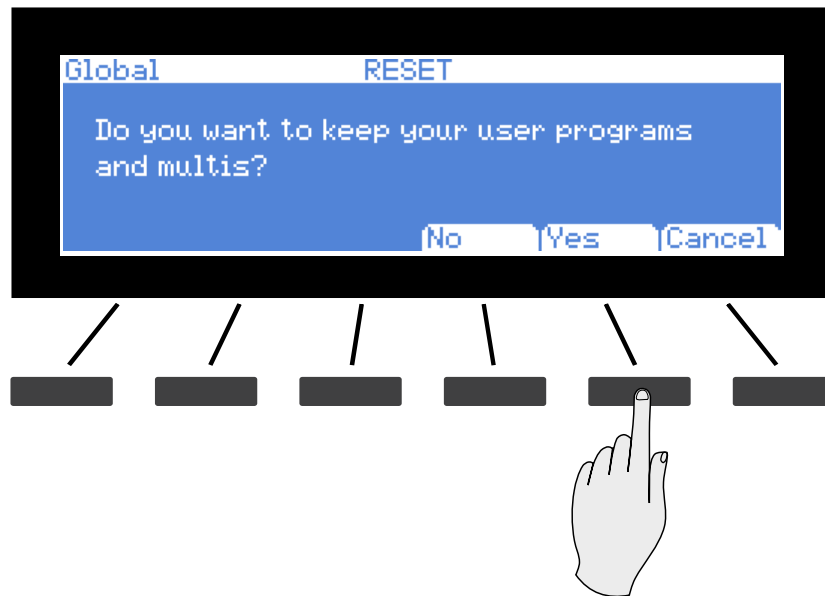 Global RESET
Do you want to keep your user programs
and multis?
No Yes Cancel